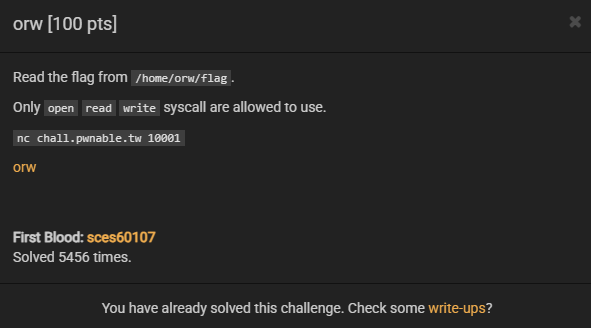 orw [100 pts]
Read the flag from /home/orw/flag.
Only open read write syscall are allowed to use.
nc chall.pwnable.tw 10001
orw
First Blood: sces60107
Solved 5456 times.
You have already solved this challenge. Check some write-ups?